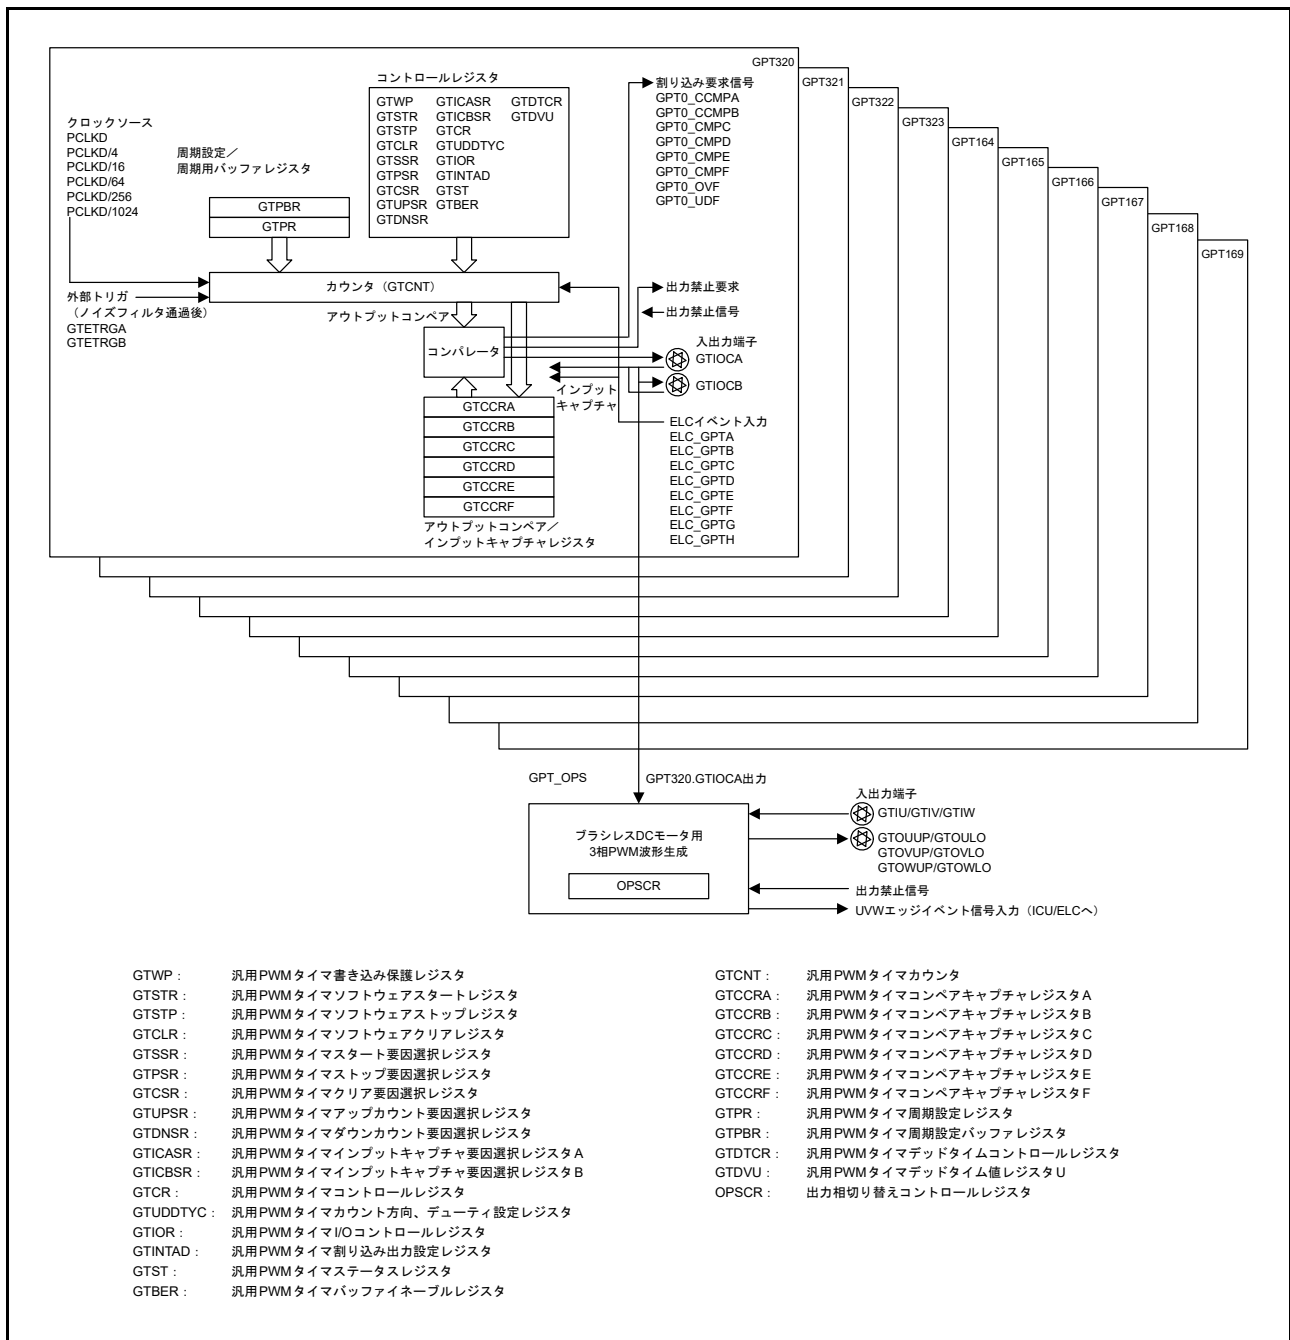 GPT320
GPT321
GPT322
GPT323
GPT164
GPT165
GPT166
GPT167
GPT168
GPT169
コントロールレジスタ
GTWP GTICASR GTDTCR
GTSTR GTICBSR GTDVU
GTSTP GTCR
GTCLR GTUDDTYC
GTSSR GTIOR
GTPSR GTINTAD
GTCSR GTST
GTUPSR GTBER
GTDNSR
クロックソース
PCLKD
PCLKD/4
PCLKD/16
PCLKD/64
PCLKD/256
PCLKD/1024
周期設定／
周期用バッファレジスタ
GTPBR
GTPR
割り込み要求信号
GPT0_CCMPA
GPT0_CCMPB
GPT0_CMPC
GPT0_CMPD
GPT0_CMPE
GPT0_CMPF
GPT0_OVF
GPT0_UDF
カウンタ（GTCNT）
外部トリガ
（ノイズフィルタ通過後）
GTETRGA
GTETRGB
アウトプットコンペア
コンパレータ
出力禁止要求
出力禁止信号
入出力端子
GTIOCA
GTIOCB
インプット
キャプチャ
GTCCRA
GTCCRB
GTCCRC
GTCCRD
GTCCRE
GTCCRF
アウトプットコンペア／
インプットキャプチャレジスタ
ELCイベント入力
ELC_GPTA
ELC_GPTB
ELC_GPTC
ELC_GPTD
ELC_GPTE
ELC_GPTF
ELC_GPTG
ELC_GPTH
GPT_OPS
GPT320.GTIOCA出力
ブラシレスDCモータ用
3相PWM波形生成
OPSCR
入出力端子
GTIU/GTIV/GTIW
GTOUUP/GTOULO
GTOVUP/GTOVLO
GTOWUP/GTOWLO
出力禁止信号
UVWエッジイベント信号入力（ICU/ELCへ）
GTWP： 汎用PWMタイマ書き込み保護レジスタ
GTSTR： 汎用PWMタイマソフトウェアスタートレジスタ
GTSTP： 汎用PWMタイマソフトウェアストップレジスタ
GTCLR： 汎用PWMタイマソフトウェアクリアレジスタ
GTSSR： 汎用PWMタイマスタート要因選択レジスタ
GTPSR： 汎用PWMタイマストップ要因選択レジスタ
GTCSR： 汎用PWMタイマクリア要因選択レジスタ
GTUPSR： 汎用PWMタイマアップカウント要因選択レジスタ
GTDNSR： 汎用PWMタイマダウンカウント要因選択レジスタ
GTICASR： 汎用PWMタイマインプットキャプチャ要因選択レジスタA
GTICBSR： 汎用PWMタイマインプットキャプチャ要因選択レジスタB
GTCR： 汎用PWMタイマコントロールレジスタ
GTUDDTYC： 汎用PWMタイマカウント方向、デューティ設定レジスタ
GTIOR： 汎用PWMタイマI/Oコントロールレジスタ
GTINTAD： 汎用PWMタイマ割り込み出力設定レジスタ
GTST： 汎用PWMタイマステータスレジスタ
GTBER： 汎用PWMタイマバッファイネーブルレジスタ
GTCNT： 汎用PWMタイマカウンタ
GTCCRA： 汎用PWMタイマコンペアキャプチャレジスタA
GTCCRB： 汎用PWMタイマコンペアキャプチャレジスタB
GTCCRC： 汎用PWMタイマコンペアキャプチャレジスタC
GTCCRD： 汎用PWMタイマコンペアキャプチャレジスタD
GTCCRE： 汎用PWMタイマコンペアキャプチャレジスタE
GTCCRF： 汎用PWMタイマコンペアキャプチャレジスタF
GTPR： 汎用PWMタイマ周期設定レジスタ
GTPBR： 汎用PWMタイマ周期設定バッファレジスタ
GTDTCR： 汎用PWMタイマデッドタイムコントロールレジスタ
GTDVU： 汎用PWMタイマデッドタイム値レジスタU
OPSCR： 出力相切り替えコントロールレジスタ